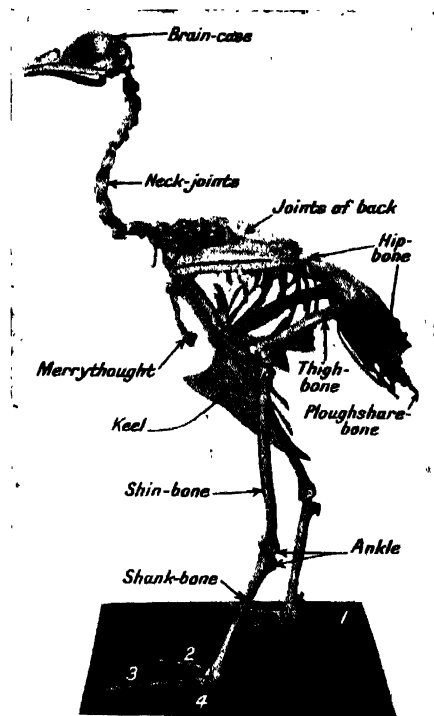 Brain-case
Neck-joints
Joints of back
Hip-
bone
Merrythought
Thigh-
bone
Ploughshare-
bone
Keel
Shin-bone
Ankle
Shank-bone
1
2
3
4